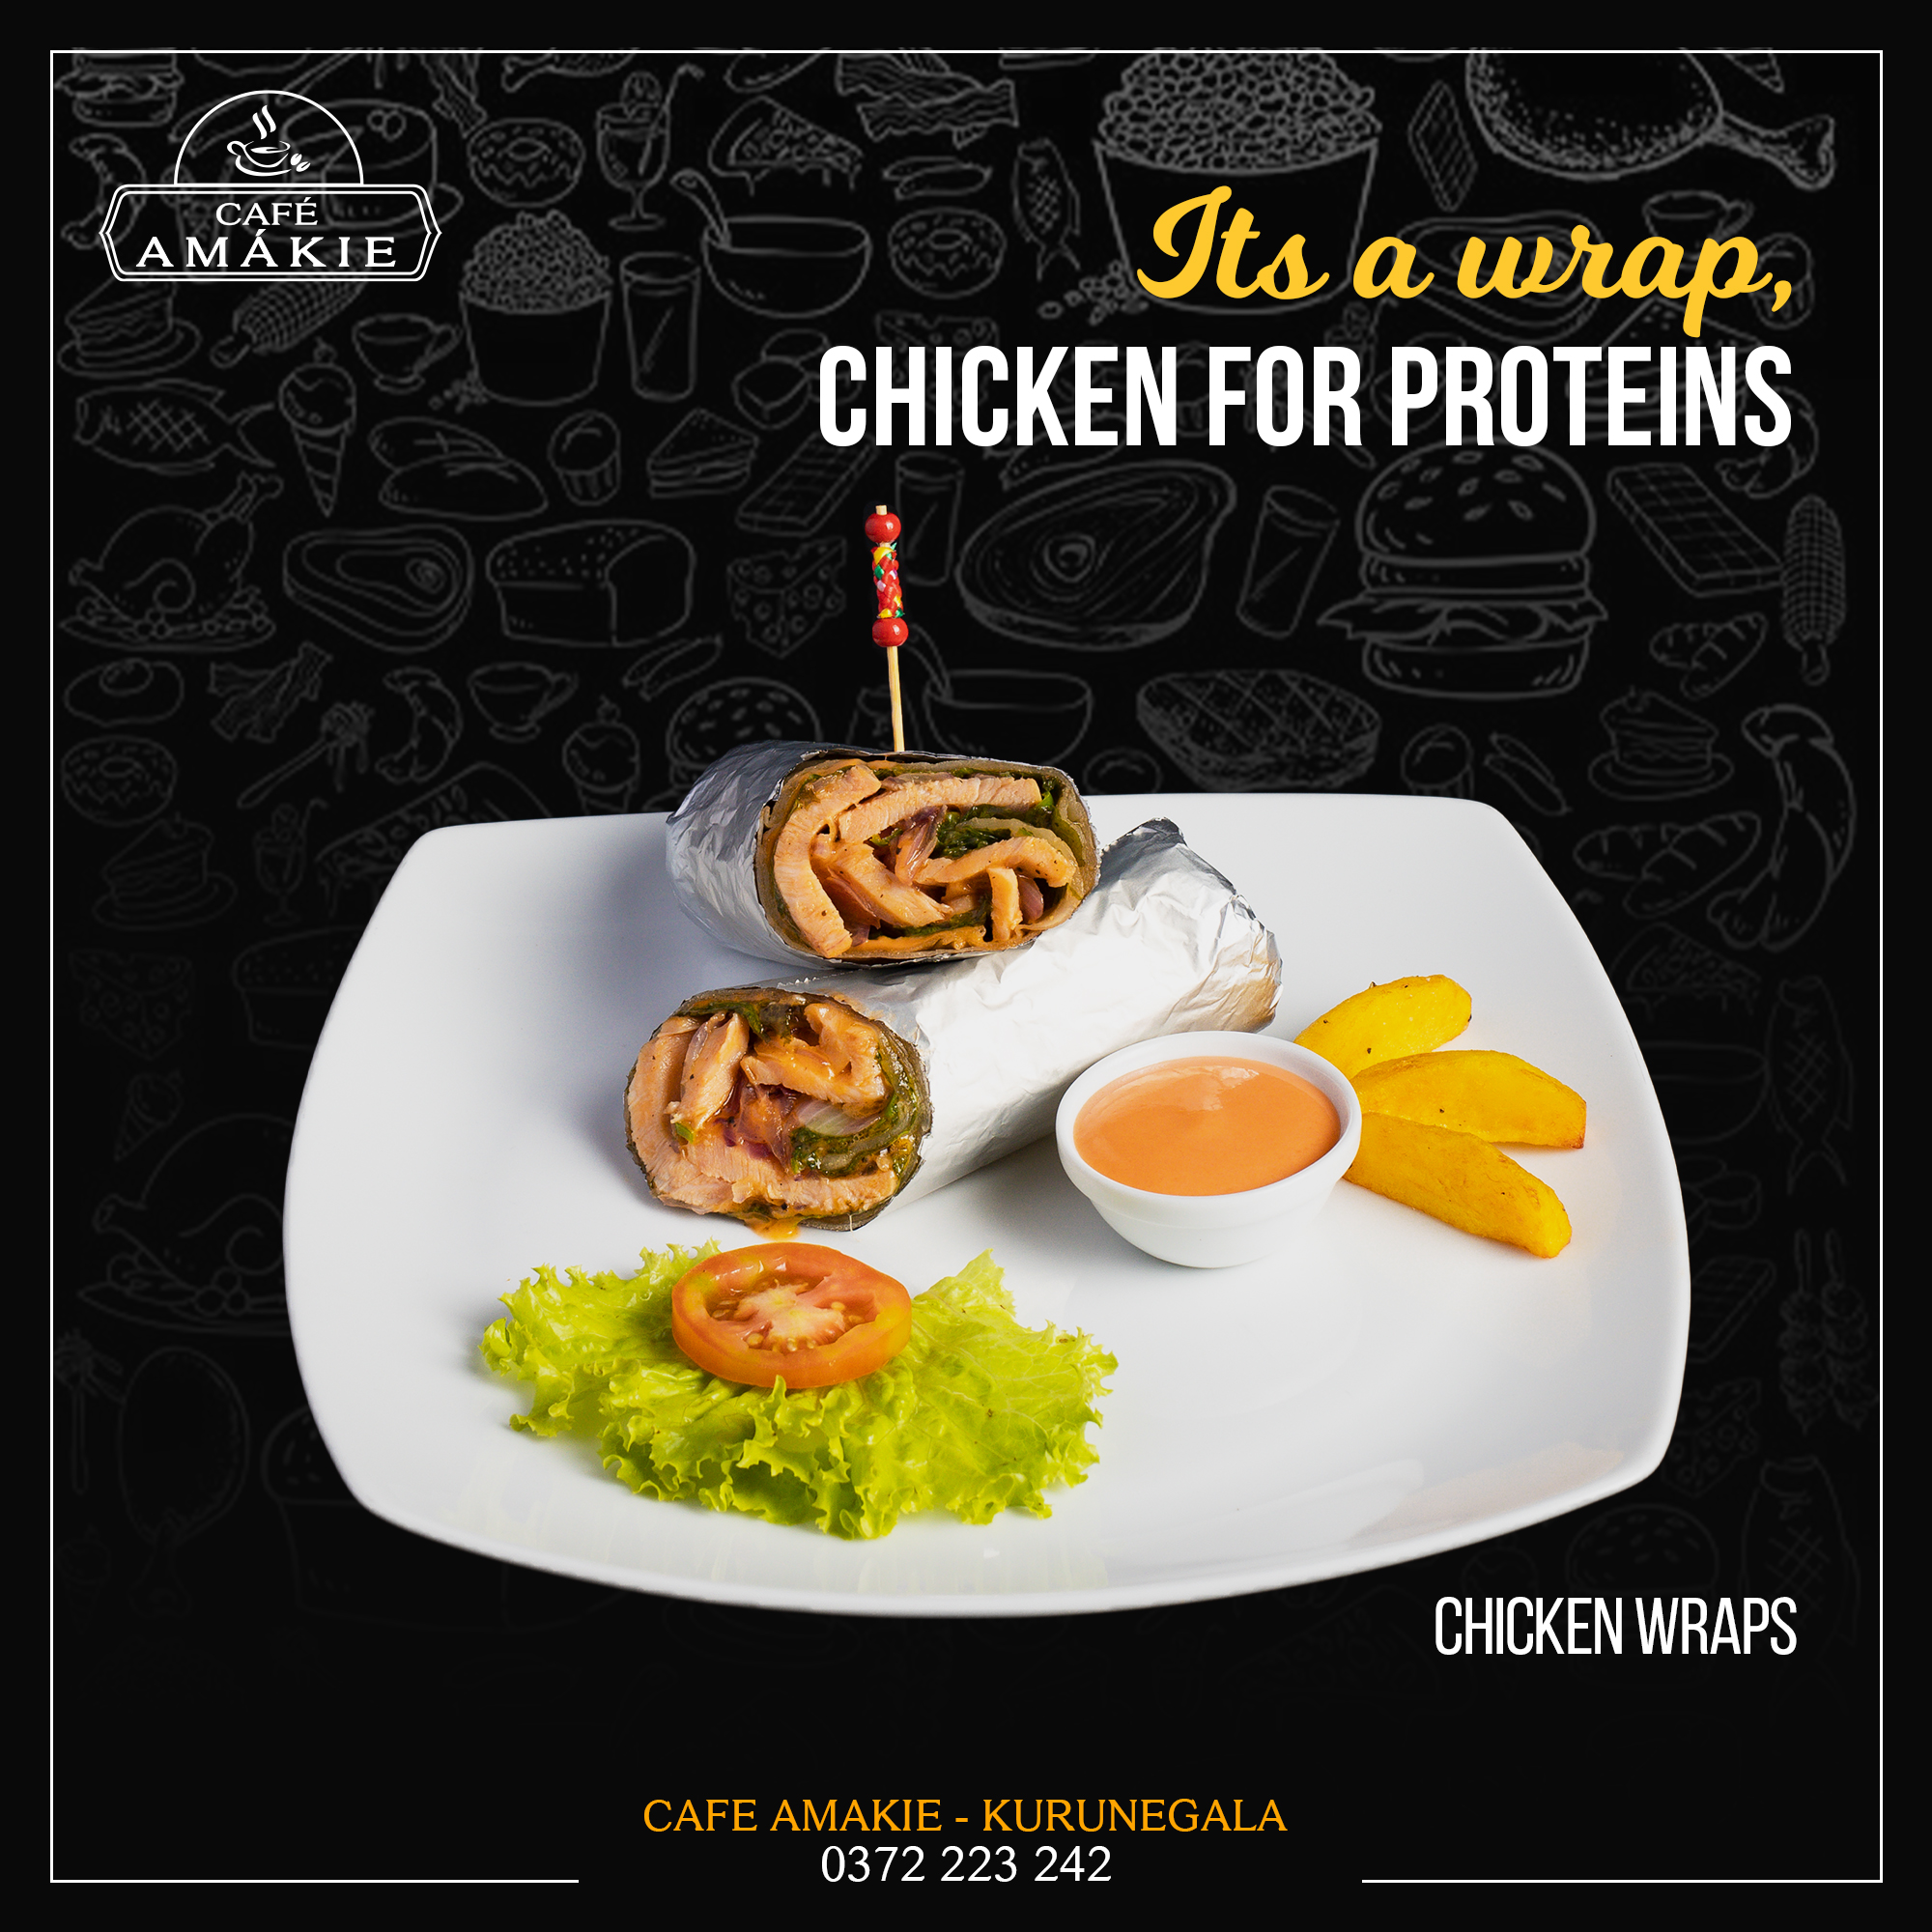 CAFÉ
AMÁKIE
Its a wrap,
CHICKEN FOR PROTEINS
CHICKEN WRAPS
CAFE AMAKIE - KURUNEGALA
0372 223 242